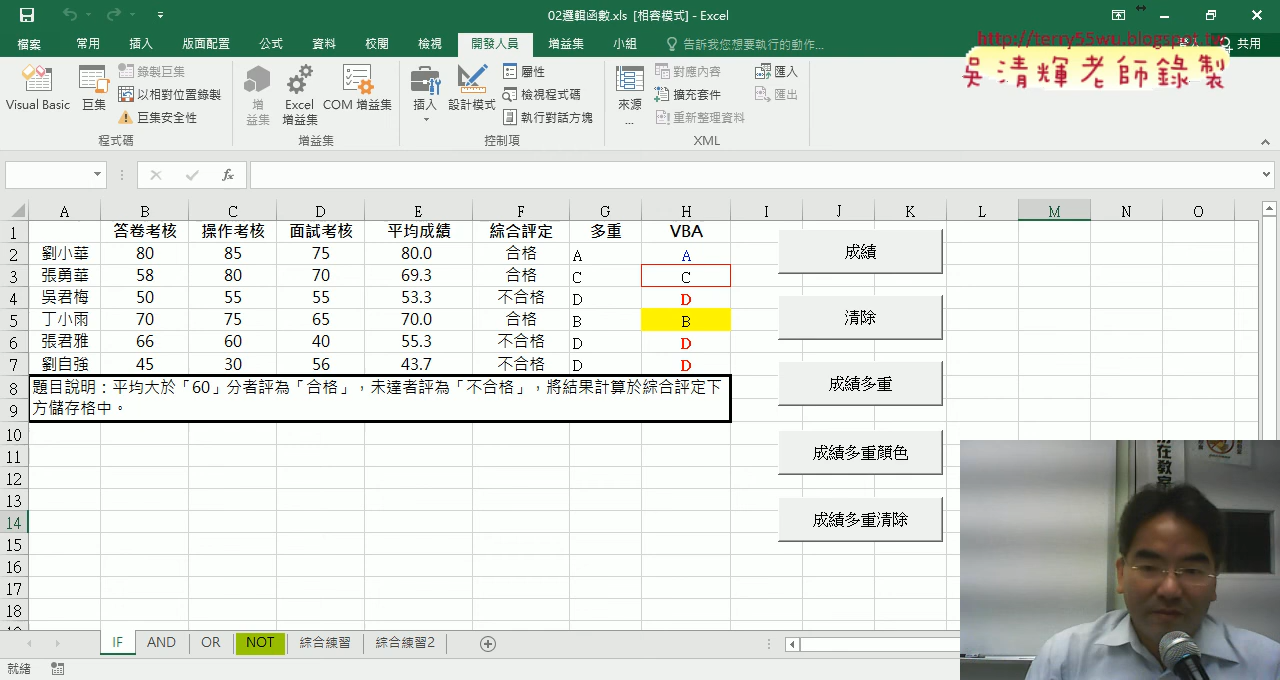 02邏輯函數.xls [相容模式] - Excel
http://terry55wu.blogspot.tw
吳清輝老師錄製
檔案 常用 插入 版面配置 公式 資料 校閱 檢視 開發人員 增益集 小組 告訴我您想要執行的動作... 登入 共用
Visual Basic 巨集 錄製巨集 以相對位置錄製 巨集安全性 程式碼
增益集 Excel 增益集 COM 增益集 增益集
插入 設計模式 屬性 檢視程式碼 執行對話方塊 控制項
來源... 對應內容 擴充套件 重新整理資料 匯入 匯出 XML
fx
A B C D E F G H I J K L M N O
1 答卷考核 操作考核 面試考核 平均成績 綜合評定 多重 VBA
2 劉小華 80 85 75 80.0 合格 A A
3 張勇華 58 80 70 69.3 合格 C C
4 吳君梅 50 55 55 53.3 不合格 D D
5 丁小雨 70 75 65 70.0 合格 B B
6 張君雅 66 60 40 55.3 不合格 D D
7 劉自強 45 30 56 43.7 不合格 D D
8 題目說明：平均大於「60」分者評為「合格」，未達者評為「不合格」，將結果計算於綜合評定下
9 方儲存格中。
10
11
12
13
14
15
16
17
18
成績
清除
成績多重
成績多重顏色
成績多重清除
在教室
IF AND OR NOT 綜合練習 綜合練習2
就緒